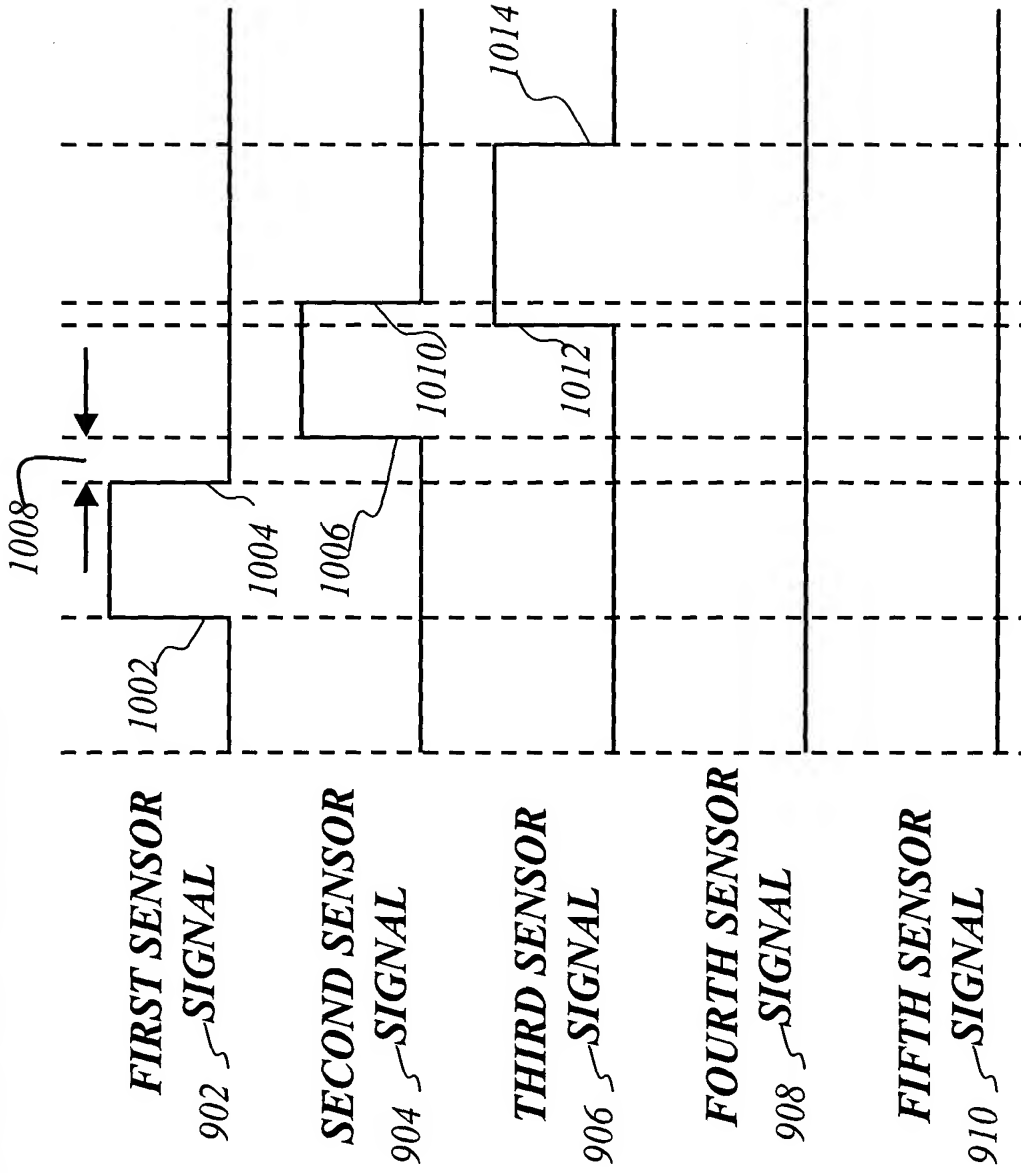 1008
FIRST SENSOR
902 SIGNAL
1002
1004
SECOND SENSOR
904 SIGNAL
1006
1010
THIRD SENSOR
906 SIGNAL
1012
1014
FOURTH SENSOR
908 SIGNAL
FIFTH SENSOR
910 SIGNAL